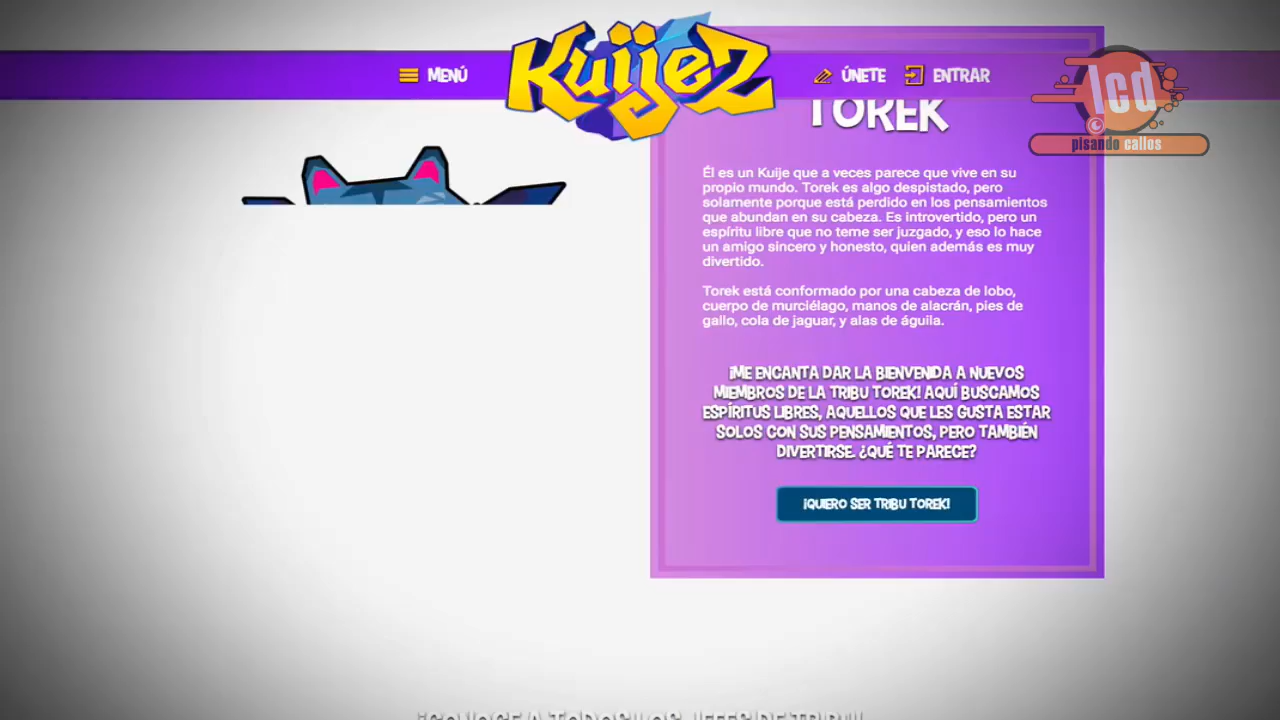 KuijeZ
MENÚ
ÚNETE
ENTRAR
lcd
pisando callos
TOREK
Él es un Kuije que a veces parece que vive en su
propio mundo. Torek es algo despistado, pero
solamente porque está perdido en los pensamientos
que abundan en su cabeza. Es introvertido, pero un
espíritu libre que no teme ser juzgado, y eso lo hace
un amigo sincero y honesto, quien además es muy
divertido.
Torek está conformado por una cabeza de lobo,
cuerpo de murciélago, manos de alacrán, pies de
gallo, cola de jaguar, y alas de águila.
¡ME ENCANTA DAR LA BIENVENIDA A NUEVOS
MIEMBROS DE LA TRIBU TOREK! AQUÍ BUSCAMOS
ESPÍRITUS LIBRES, AQUELLOS QUE LES GUSTA ESTAR
SOLOS CON SUS PENSAMIENTOS, PERO TAMBIÉN
DIVERTIRSE. ¿QUÉ TE PARECE?
¡QUIERO SER TRIBU TOREK!
¡CONOCE A TODOS LOS JEFES DE TRIBU!